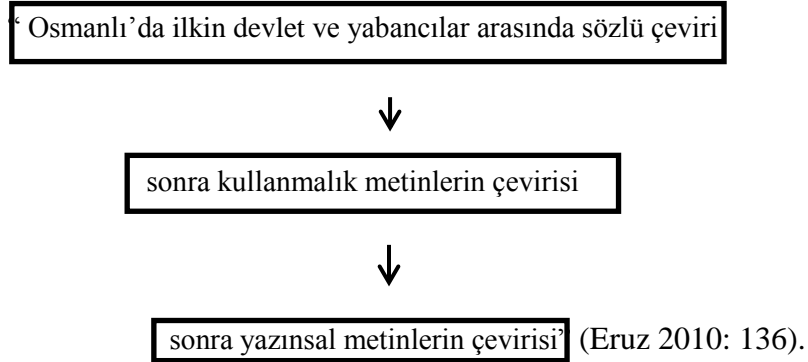 “ Osmanlı’da ilkin devlet ve yabancılar arasında sözlü çeviri
sonra kullanmalık metinlerin çevirisi
sonra yazınsal metinlerin çevirisi” (Eruz 2010: 136).